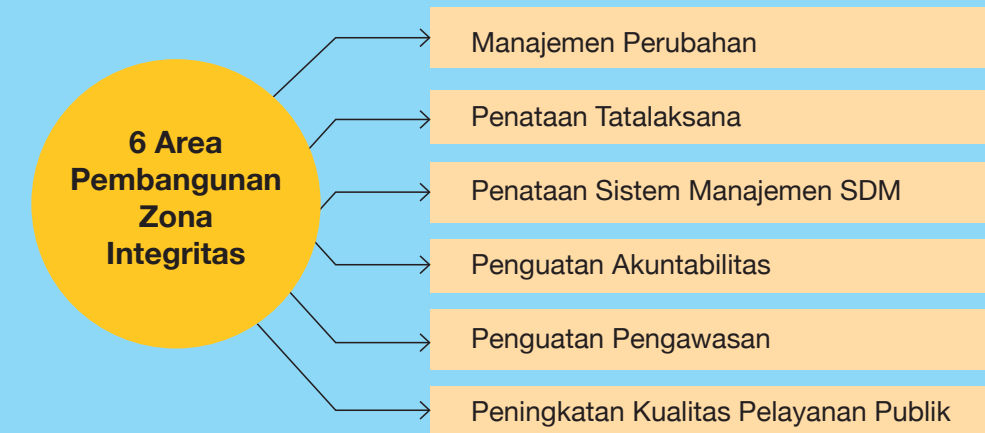 6 Area
Pembangunan
Zona
Integritas
Manajemen Perubahan
Penataan Tatalaksana
Penataan Sistem Manajemen SDM
Penguatan Akuntabilitas
Penguatan Pengawasan
Peningkatan Kualitas Pelayanan Publik